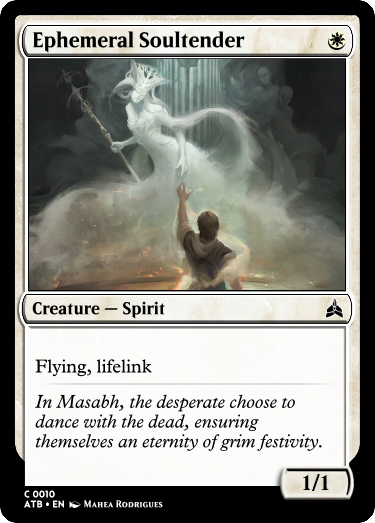 Ephemeral Soultender
Creature — Spirit
Flying, lifelink
In Masabh, the desperate choose to
dance with the dead, ensuring
themselves an eternity of grim festivity.
1/1
C 0010
ATB • EN Mahea Rodrigues